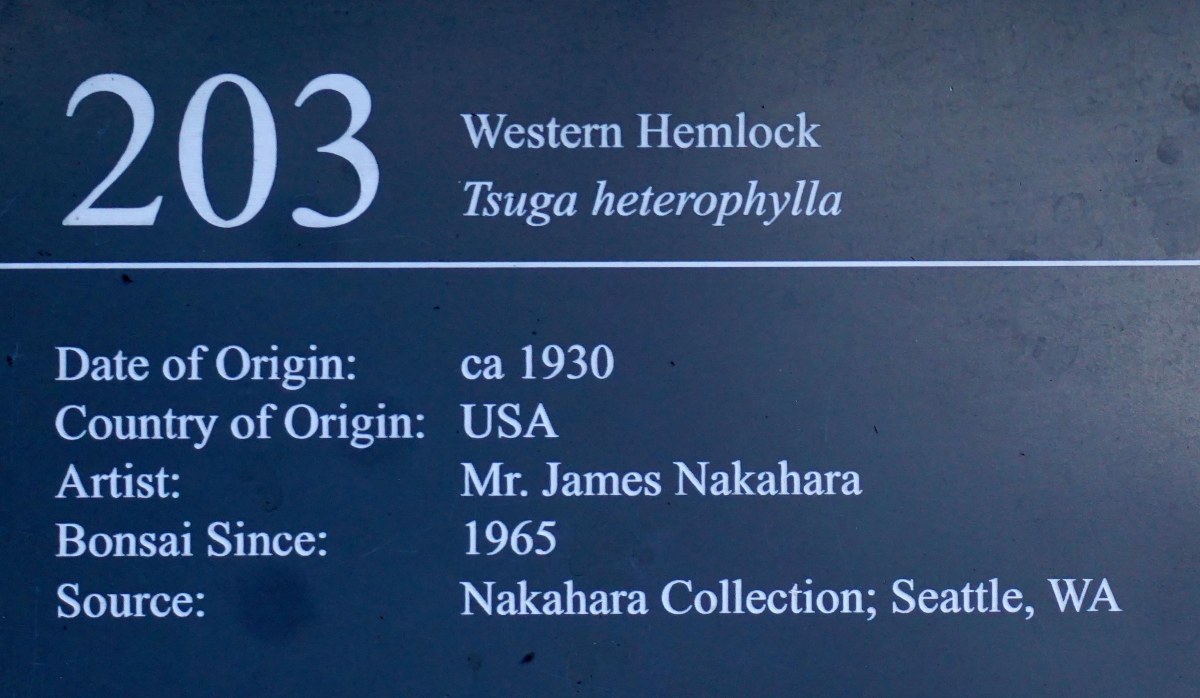 203
Western Hemlock
Tsuga heterophylla
Date of Origin: ca 1930
Country of Origin: USA
Artist: Mr. James Nakahara
Bonsai Since: 1965
Source: Nakahara Collection; Seattle, WA